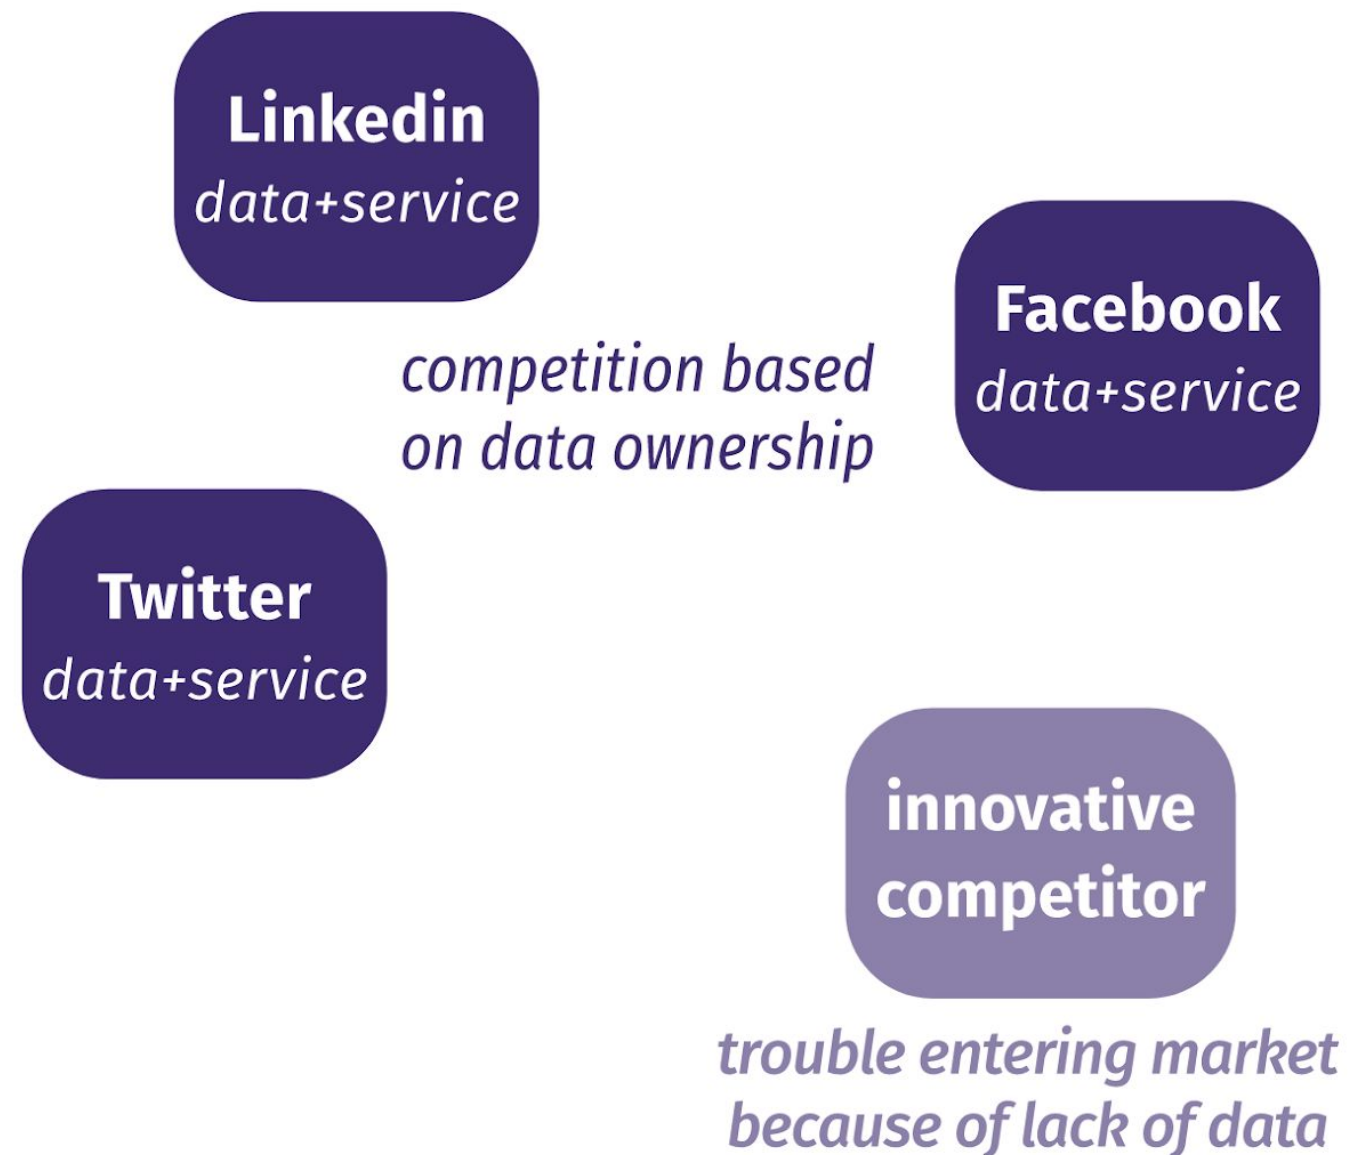 Linkedin
data+service
Facebook
data+service
competition based
on data ownership
Twitter
data+service
innovative
competitor
trouble entering market
because of lack of data